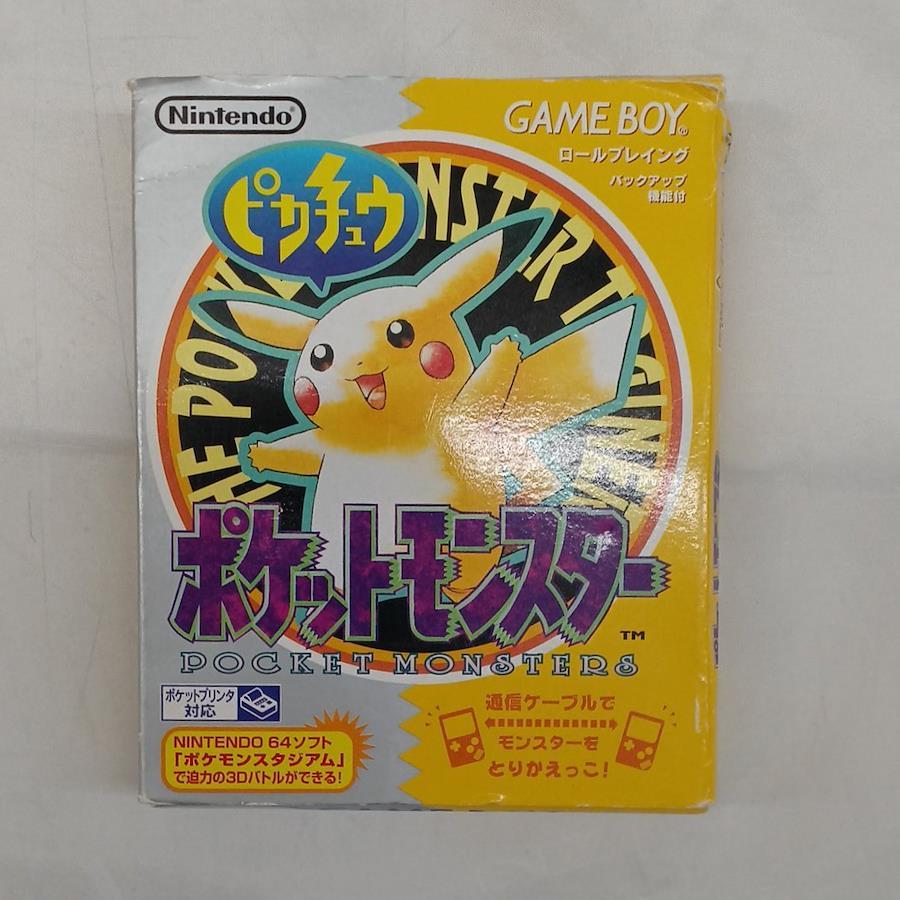 Nintendo®
GAME BOY®
ロールプレイング
バックアップ
機能付
ピカチュウ
THE POCKET MONSTER TRAINER
ポケットモンスター
TM
POCKET MONSTERS
ポケットプリンタ
対応
NINTENDO 64ソフト
「ポケモンスタジアム」
で迫力の3Dバトルができる!
通信ケーブルで
モンスターを
とりかえっこ!